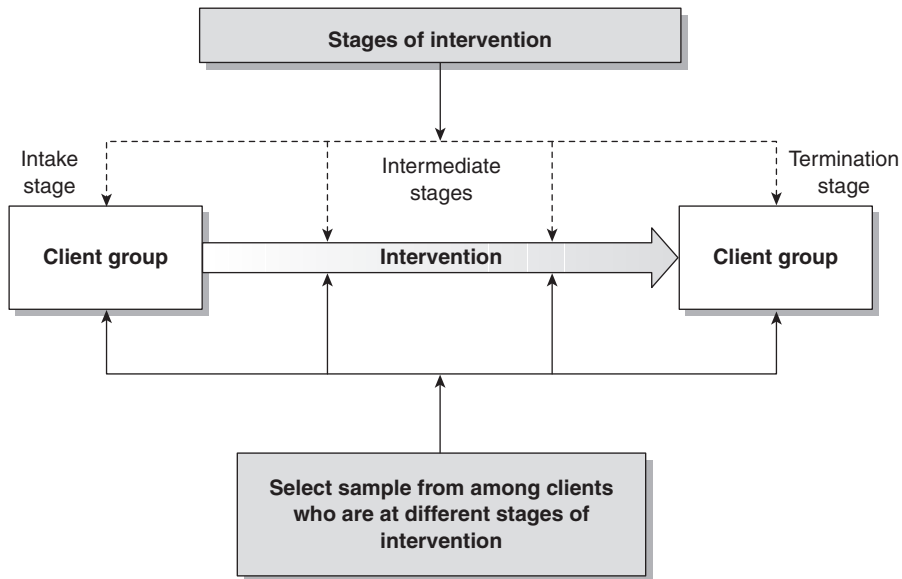 Stages of intervention
Intake
stage
Intermediate
stages
Termination
stage
Client group
Intervention
Client group
Select sample from among clients
who are at different stages of
intervention